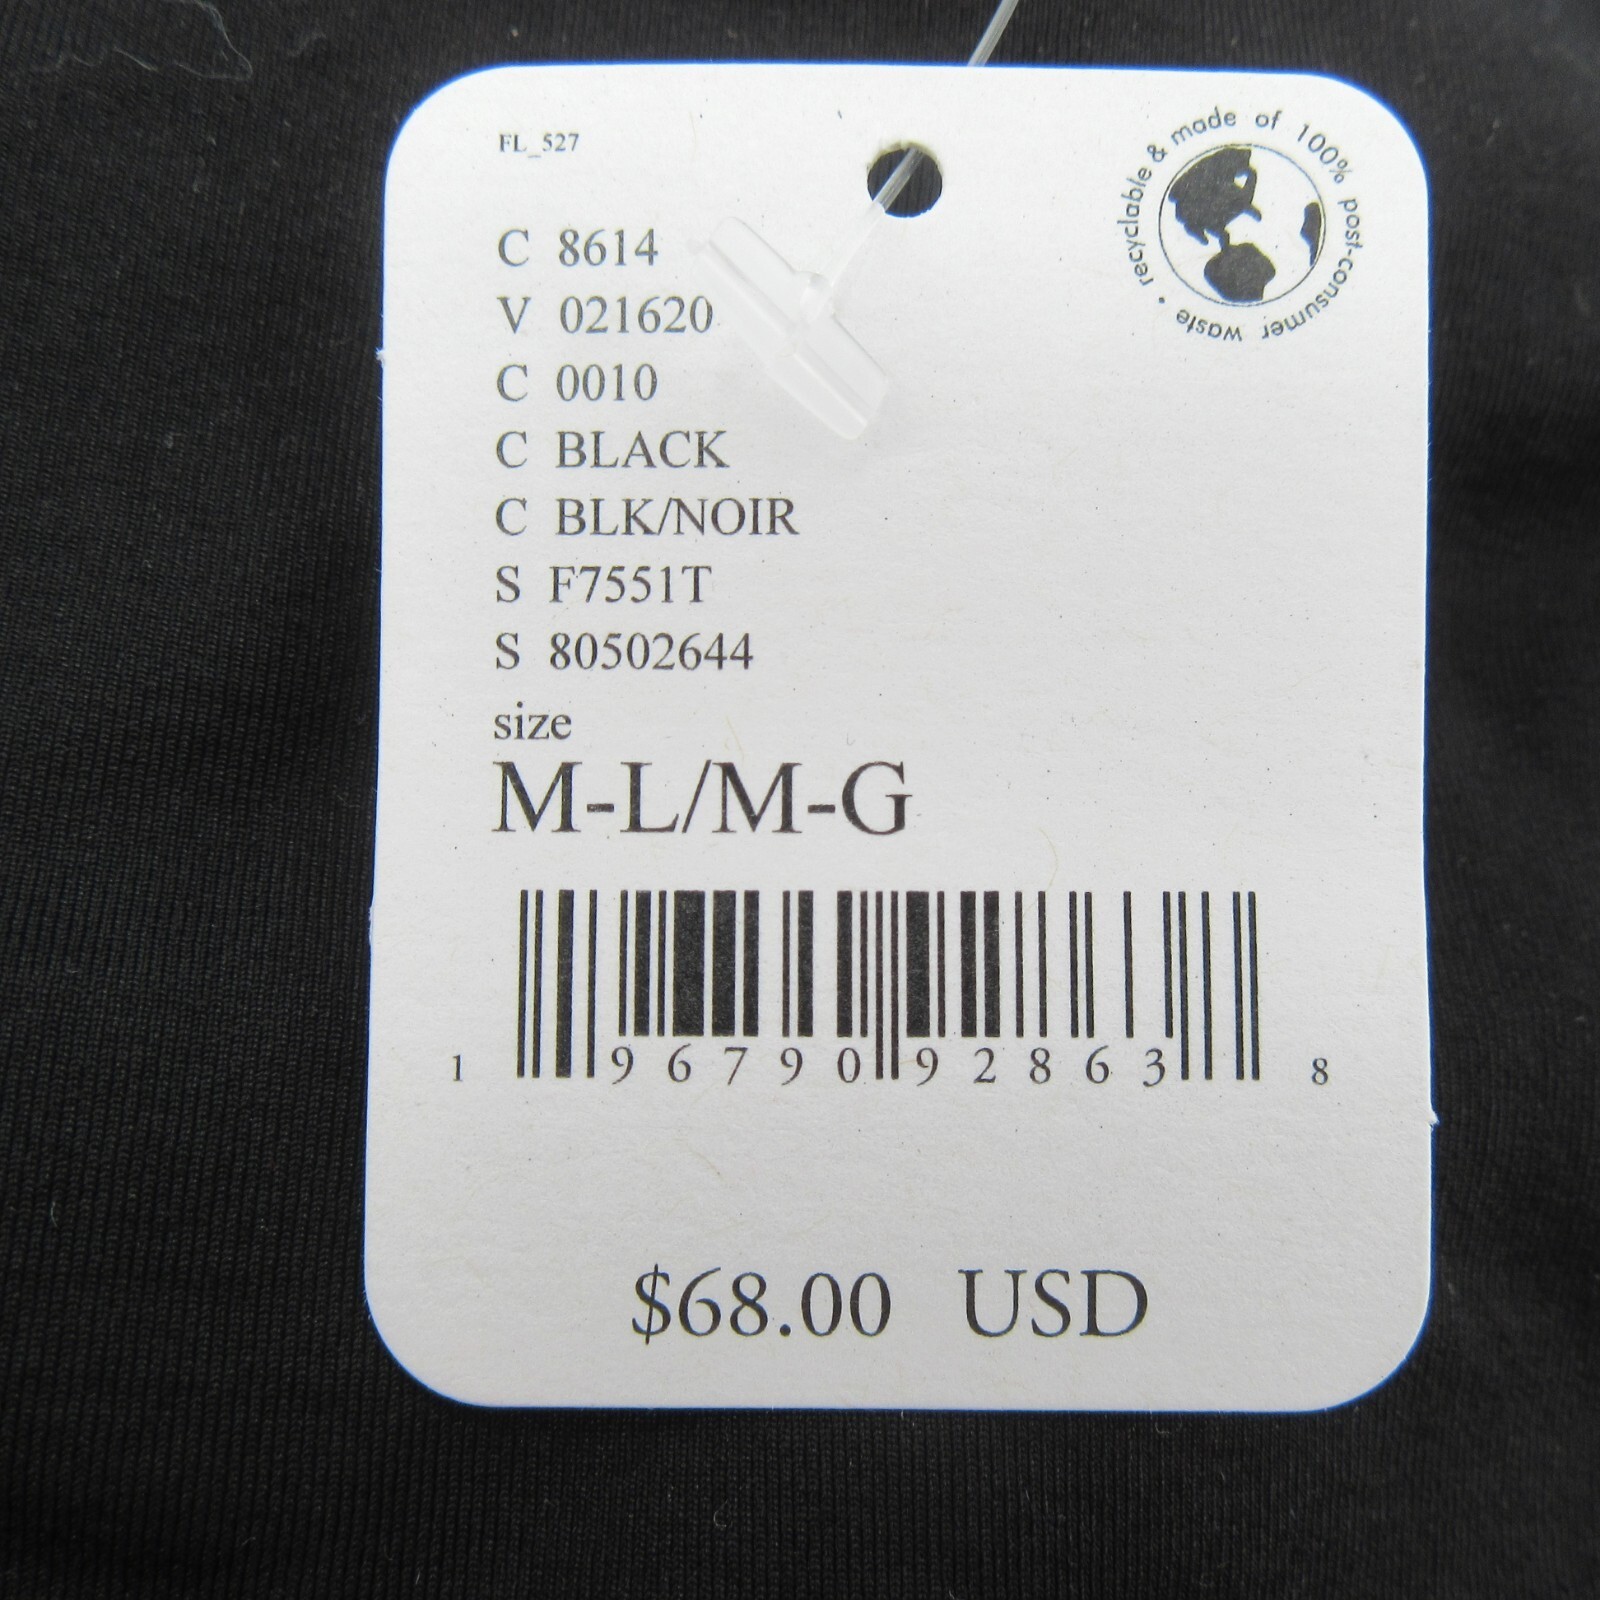 FL_527
recyclable & made of 100% post-consumer waste •
C 8614
V 021620
C 0010
C BLACK
C BLK/NOIR
S F7551T
S 80502644
size
M-L/M-G
1 96790 92863 8
$68.00 USD